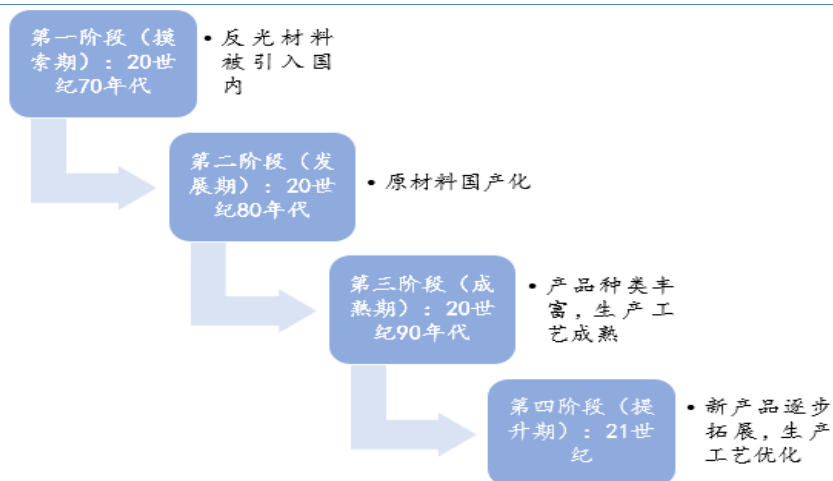 第一阶段（摸
索期）：20世
纪70年代
• 反光材料
被引入国
内
第二阶段（发
展期）：20世
纪80年代
• 原材料国产化
第三阶段（成
熟期）：20世
纪90年代
• 产品种类丰
富，生产工
艺成熟
第四阶段（提
升期）：21世
纪
• 新产品逐步
拓展，生产
工艺优化